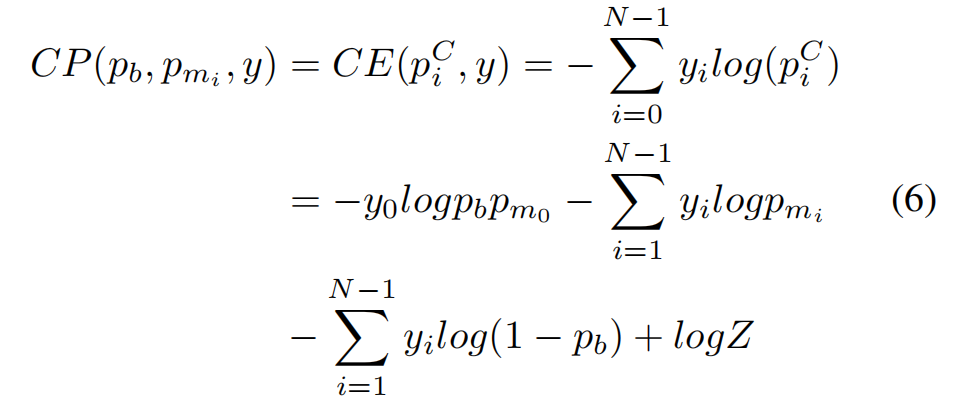 $CP(p_b, p_{m_i}, y) = CE(p_i^C, y) = -\sum_{i=0}^{N-1} y_i log(p_i^C)$
$= -y_0 log p_b p_{m_0} - \sum_{i=1}^{N-1} y_i log p_{m_i}$ (6)
$- \sum_{i=1}^{N-1} y_i log(1 - p_b) + log Z$